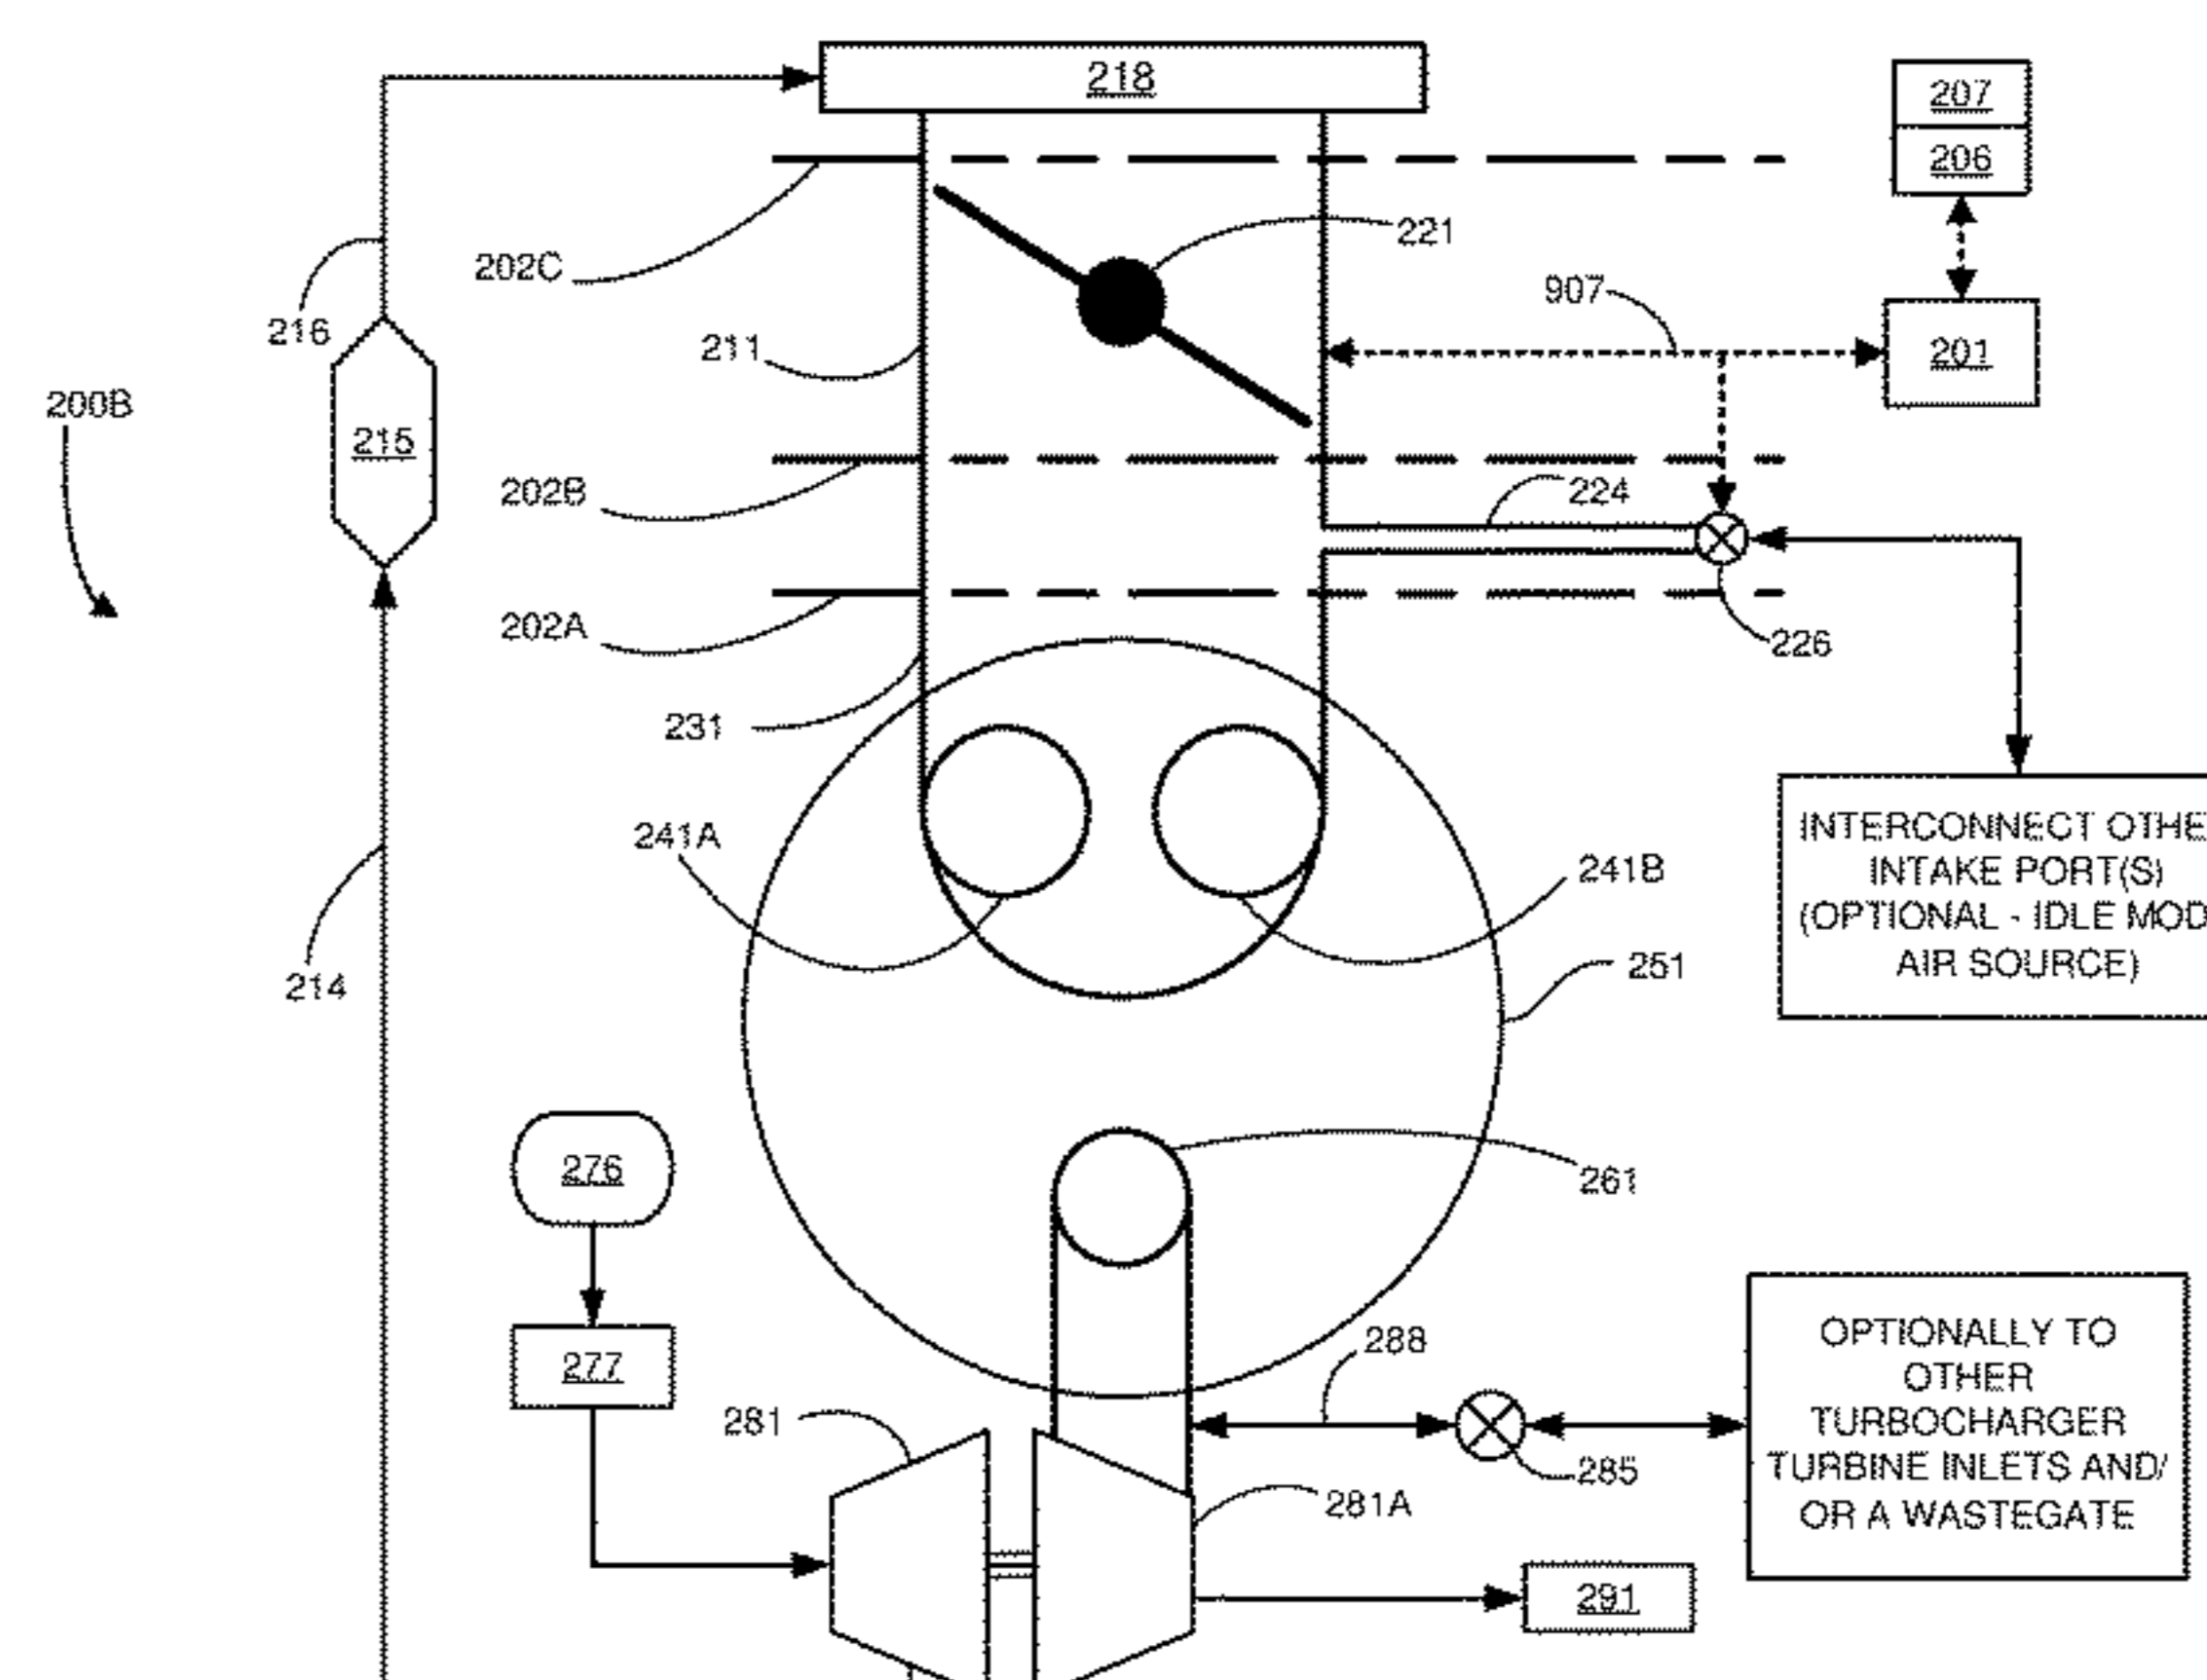 218
207
206
202C
221
907
216
211
201
200B
215
202B
224
202A
226
231
241A
241B
INTERCONNECT
INTAKE PORT(S)
(OPTIONAL - IDLE
AIR SOURCE)
251
214
276
261
277
288
OPTIONALLY TO
OTHER
TURBOCHARGER
TURBINE INLETS AND/
OR A WASTEGATE
281
285
281A
291